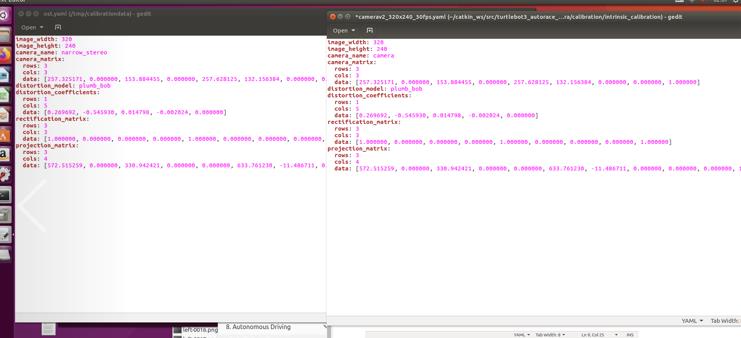 ost.yaml (/tmp/calibrationdata) - gedit
Open
image_width: 320
image_height: 240
camera_name: narrow_stereo
camera_matrix:
rows: 3
cols: 3
data: [257.325171, 0.000000, 153.884455, 0.000000, 257.628125, 132.156384, 0.000000, 0.
distortion_model: plumb_bob
distortion_coefficients:
rows: 1
cols: 5
data: [0.269692, -0.545930, 0.014798, -0.002024, 0.000000]
rectification_matrix:
rows: 3
cols: 3
data: [1.000000, 0.000000, 0.000000, 0.000000, 1.000000, 0.000000, 0.000000, 0.000000,
projection_matrix:
rows: 3
cols: 4
data: [572.515259, 0.000000, 330.942421, 0.000000, 0.000000, 633.761230, -11.486711, 0.
*camerav2_320x240_30fps.yaml (~/catkin_ws/src/turtlebot3_autorace_...ra/calibration/intrinsic_calibration) - gedit
Open
image_width: 320
image_height: 240
camera_name: camera
camera_matrix:
rows: 3
cols: 3
data: [257.325171, 0.000000, 153.884455, 0.000000, 257.628125, 132.156384, 0.000000, 0.000000, 1.000000]
distortion_model: plumb_bob
distortion_coefficients:
rows: 1
cols: 5
data: [0.269692, -0.545930, 0.014798, -0.002024, 0.000000]
rectification_matrix:
rows: 3
cols: 3
data: [1.000000, 0.000000, 0.000000, 0.000000, 1.000000, 0.000000, 0.000000, 0.000000, 1.000000]
projection_matrix:
rows: 3
cols: 4
data: [572.515259, 0.000000, 330.942421, 0.000000, 0.000000, 633.761230, -11.486711, 0.000000, 0.000000, 0.000000,
YAML Tab Width:
left-0018.png
8. Autonomous Driving
YAML Tab Width: 8 Ln 6, Col 25 INS